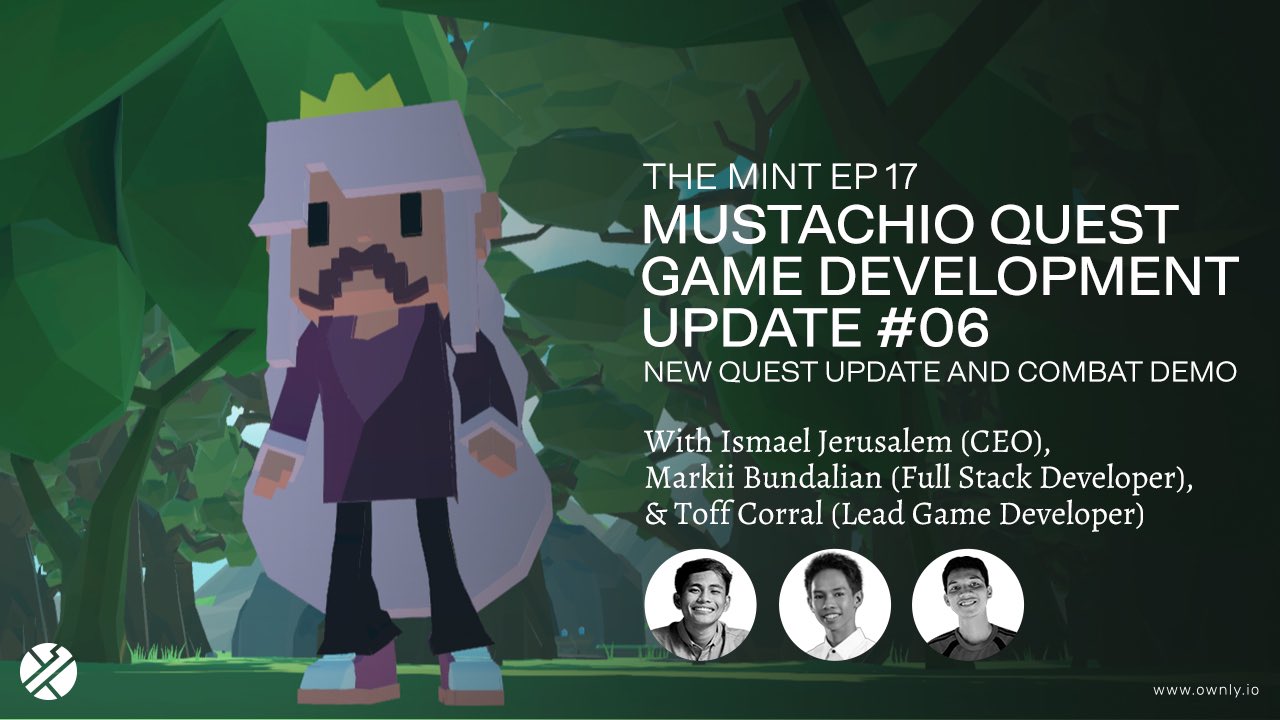 THE MINT EP 17
MUSTACHIO QUEST
GAME DEVELOPMENT
UPDATE #06
NEW QUEST UPDATE AND COMBAT DEMO
With Ismael Jerusalem (CEO),
Markii Bundalian (Full Stack Developer),
& Toff Corral (Lead Game Developer)
www.ownly.io